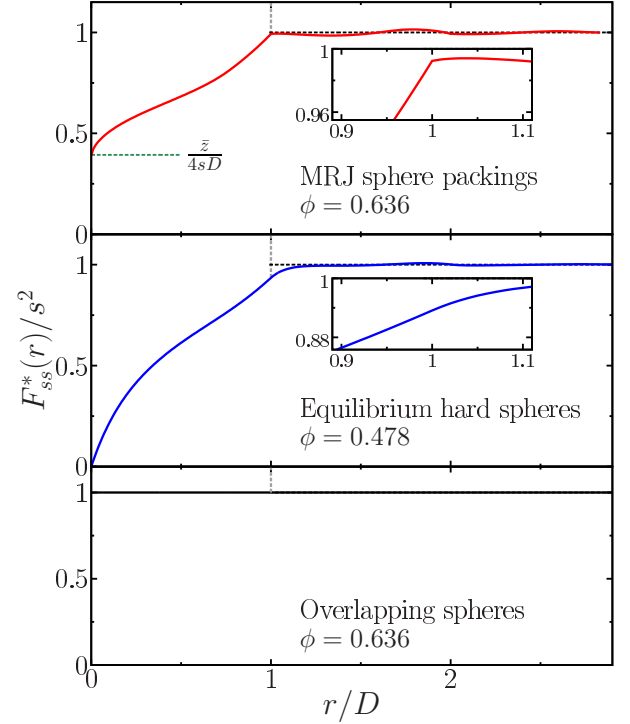 1
0.5
0
z̄/4sD
1
0.96
0.9 1 1.1
MRJ sphere packings
ϕ = 0.636
F*ss(r)/s²
1
0.5
0
1
0.88
0.9 1 1.1
Equilibrium hard spheres
ϕ = 0.478
1
0.5
0
Overlapping spheres
ϕ = 0.636
0 1 2
r/D